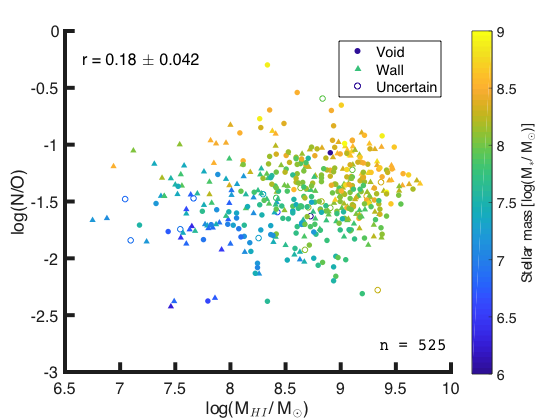 r = 0.18 ± 0.042
Void
Wall
Uncertain
n = 525
0
-0.5
-1
-1.5
-2
-2.5
-3
log(N/O)
6.5 7 7.5 8 8.5 9 9.5 10
log(M_HI/M_⊙)
9
8.5
8
7.5
7
6.5
6
Stellar mass [log(M_*/M_⊙)]